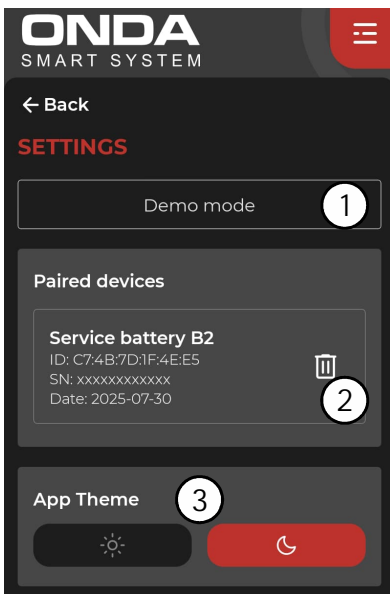 ONDA
SMART SYSTEM
Back
SETTINGS
Demo mode
1
Paired devices
Service battery B2
ID: C7:4B:7D:1F:4E:E5
SN: xxxxxxxxxxxx
Date: 2025-07-30
2
App Theme
3